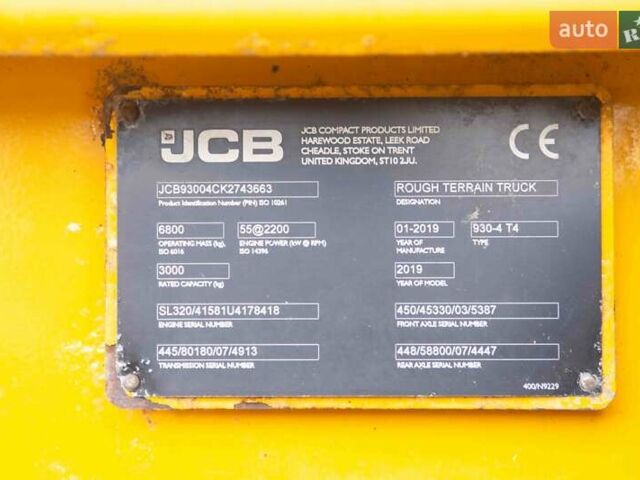 auto
JCB
JCB COMPACT PRODUCTS LIMITED
HAREWOOD ESTATE, LEEK ROAD
CHEADLE, STOKE ON TRENT
UNITED KINGDOM, ST10 2JU.
CE
JCB93004CK2743663
Product Identification Number (PIN) ISO 10261
ROUGH TERRAIN TRUCK
DESIGNATION
6800
OPERATING MASS (kg),
ISO 6016
55@2200
ENGINE POWER (kW @ RPM)
ISO 14396
01-2019
YEAR OF
MANUFACTURE
930-4 T4
TYPE
3000
RATED CAPACITY (kg)
2019
YEAR OF MODEL
SL320/41581U4178418
ENGINE SERIAL NUMBER
450/45330/03/5387
FRONT AXLE SERIAL NUMBER
445/80180/07/4913
TRANSMISSION SERIAL NUMBER
448/58800/07/4447
REAR AXLE SERIAL NUMBER
400/N9229